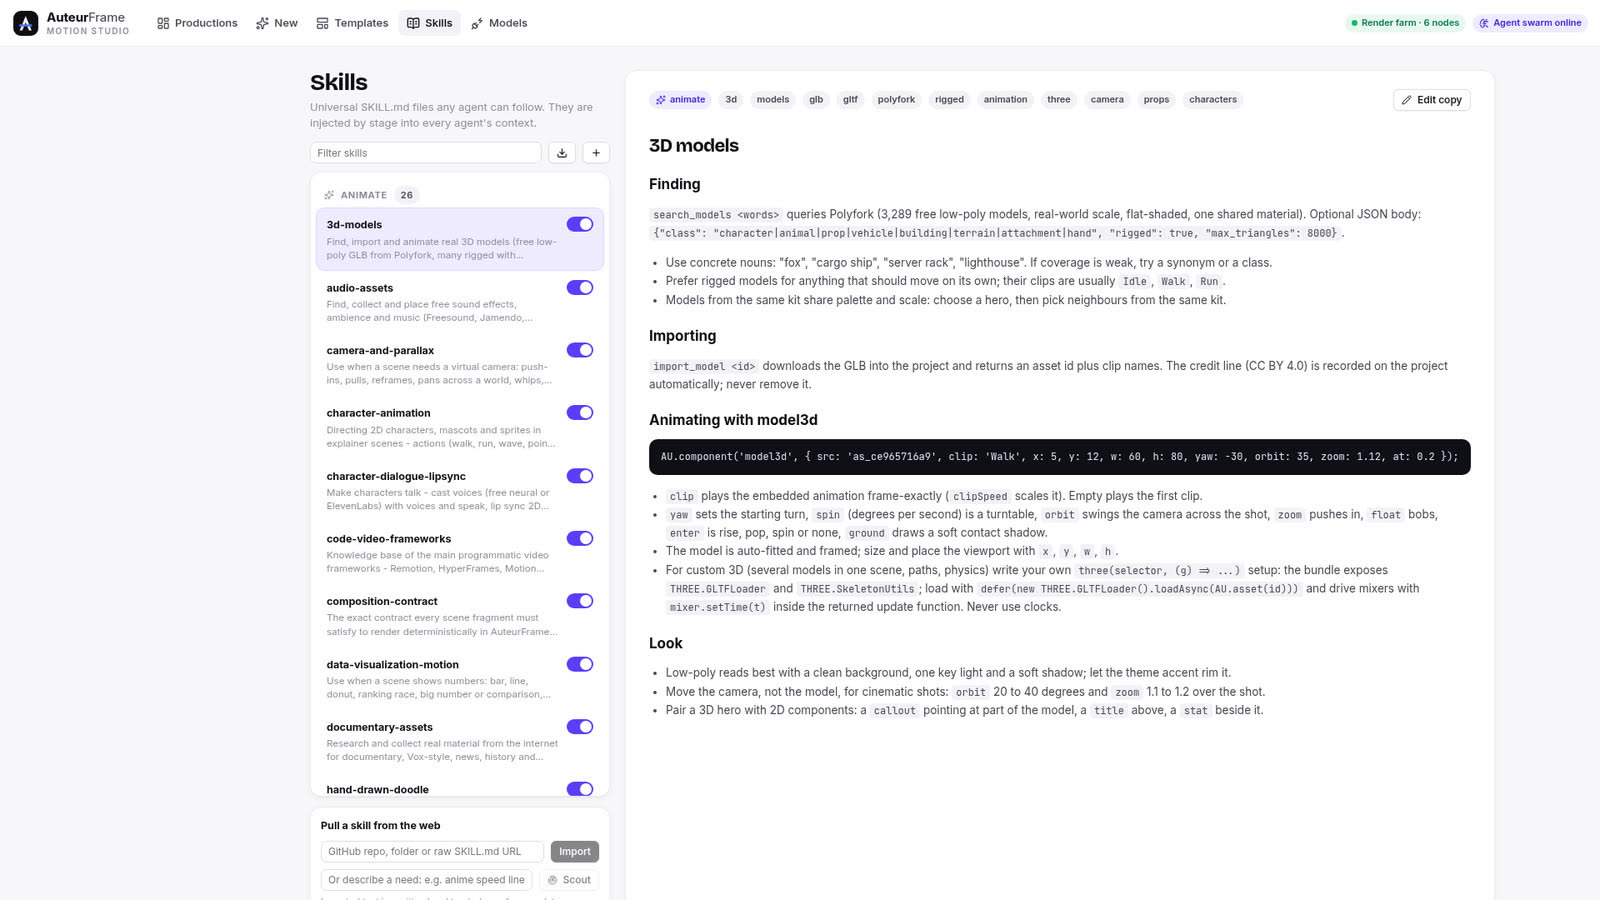 AuteurFrame
MOTION STUDIO
Productions
New
Templates
Skills
Models
Render farm · 6 nodes
Agent swarm online
Skills
Universal SKILL.md files any agent can follow. They are
injected by stage into every agent's context.
Filter skills
ANIMATE 26
3d-models
Find, import and animate real 3D models (free low-
poly GLB from Polyfork, many rigged with...
audio-assets
Find, collect and place free sound effects,
ambience and music (Freesound, Jamendo,...
camera-and-parallax
Use when a scene needs a virtual camera: push-
ins, pulls, reframes, pans across a world, whips,...
character-animation
Directing 2D characters, mascots and sprites in
explainer scenes - actions (walk, run, wave, poin...
character-dialogue-lipsync
Make characters talk - cast voices (free neural or
ElevenLabs) with voices and speak, lip sync 2D...
code-video-frameworks
Knowledge base of the main programmatic video
frameworks - Remotion, HyperFrames, Motion...
composition-contract
The exact contract every scene fragment must
satisfy to render deterministically in AuteurFrame...
data-visualization-motion
Use when a scene shows numbers: bar, line,
donut, ranking race, big number or comparison,...
documentary-assets
Research and collect real material from the internet
for documentary, Vox-style, news, history and...
hand-drawn-doodle
Pull a skill from the web
GitHub repo, folder or raw SKILL.md URL
Import
Or describe a need: e.g. anime speed line
Scout
animate 3d models glb gltf polyfork rigged animation three camera props characters
Edit copy
3D models
Finding
search_models <words> queries Polyfork (3,289 free low-poly models, real-world scale, flat-shaded, one shared material). Optional JSON body:
{"class": "character|animal|prop|vehicle|building|terrain|attachment|hand", "rigged": true, "max_triangles": 8000}.
• Use concrete nouns: "fox", "cargo ship", "server rack", "lighthouse". If coverage is weak, try a synonym or a class.
• Prefer rigged models for anything that should move on its own; their clips are usually Idle, Walk, Run.
• Models from the same kit share palette and scale: choose a hero, then pick neighbours from the same kit.
Importing
import_model <id> downloads the GLB into the project and returns an asset id plus clip names. The credit line (CC BY 4.0) is recorded on the project
automatically; never remove it.
Animating with model3d
AU.component('model3d', { src: 'as_ce965716a9', clip: 'Walk', x: 5, y: 12, w: 60, h: 80, yaw: -30, orbit: 35, zoom: 1.12, at: 0.2 });
• clip plays the embedded animation frame-exactly (clipSpeed scales it). Empty plays the first clip.
• yaw sets the starting turn, spin (degrees per second) is a turntable, orbit swings the camera across the shot, zoom pushes in, float bobs,
enter is rise, pop, spin or none, ground draws a soft contact shadow.
• The model is auto-fitted and framed; size and place the viewport with x, y, w, h.
• For custom 3D (several models in one scene, paths, physics) write your own three(selector, (g) => ...) setup: the bundle exposes
THREE.GLTFLoader and THREE.SkeletonUtils; load with defer(new THREE.GLTFLoader().loadAsync(AU.asset(id))) and drive mixers with
mixer.setTime(t) inside the returned update function. Never use clocks.
Look
• Low-poly reads best with a clean background, one key light and a soft shadow; let the theme accent rim it.
• Move the camera, not the model, for cinematic shots: orbit 20 to 40 degrees and zoom 1.1 to 1.2 over the shot.
• Pair a 3D hero with 2D components: a callout pointing at part of the model, a title above, a stat beside it.